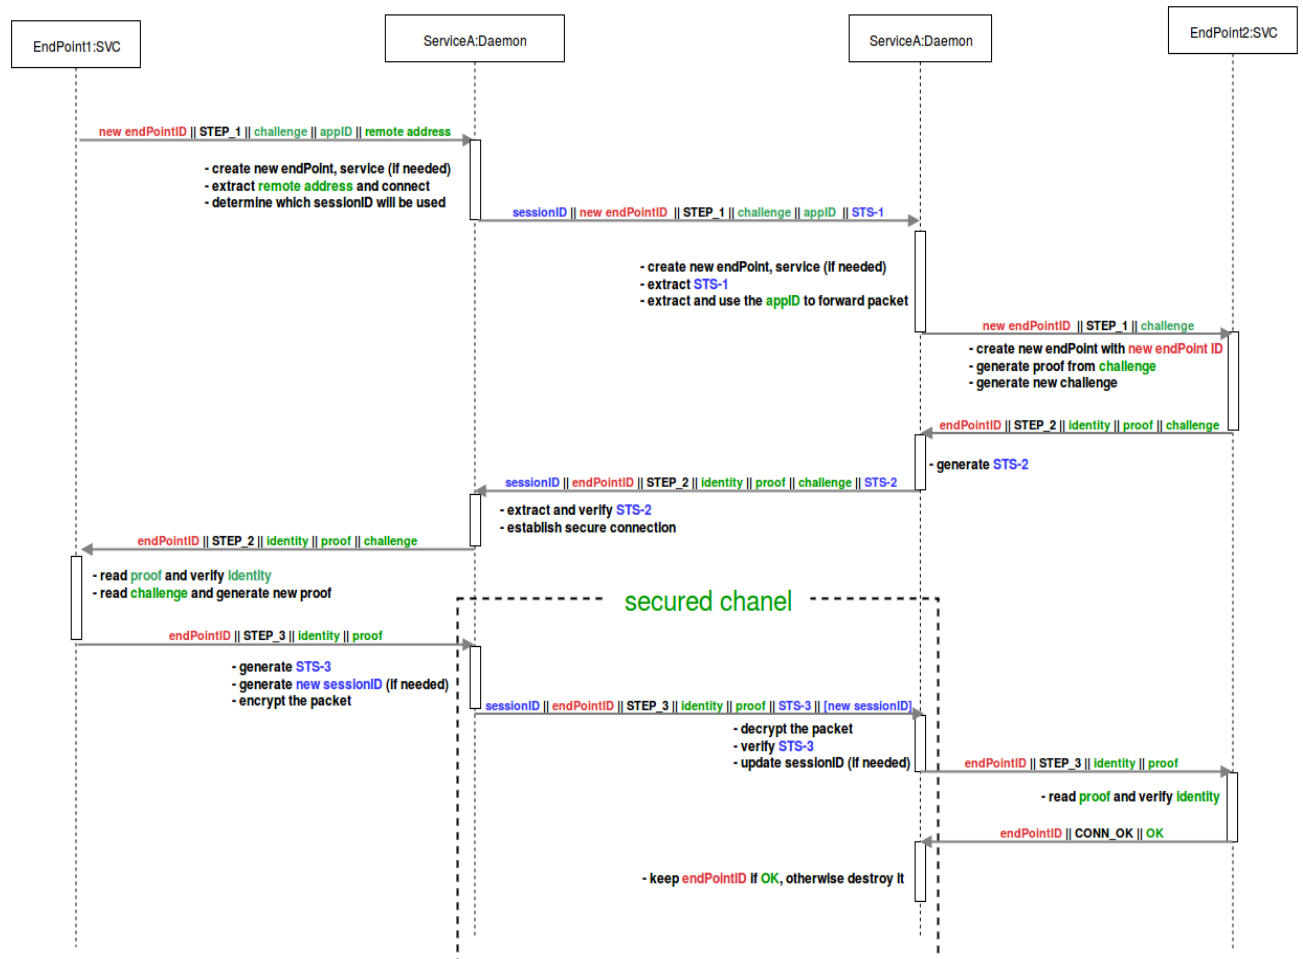 EndPoint1:SVC
ServiceA:Daemon
ServiceA:Daemon
EndPoint2:SVC
new endPointID || STEP_1 || challenge || appID || remote address
- create new endPoint, service (if needed)
- extract remote address and connect
- determine which sessionID will be used
sessionID || new endPointID || STEP_1 || challenge || appID || STS-1
- create new endPoint, service (if needed)
- extract STS-1
- extract and use the appID to forward packet
new endPointID || STEP_1 || challenge
- create new endPoint with new endPoint ID
- generate proof from challenge
- generate new challenge
endPointID || STEP_2 || identity || proof || challenge
- generate STS-2
sessionID || endPointID || STEP_2 || identity || proof || challenge || STS-2
- extract and verify STS-2
- establish secure connection
endPointID || STEP_2 || identity || proof || challenge
- read proof and verify identity
- read challenge and generate new proof
secured chanel
endPointID || STEP_3 || identity || proof
- generate STS-3
- generate new sessionID (if needed)
- encrypt the packet
sessionID || endPointID || STEP_3 || identity || proof || STS-3 || [new sessionID]
- decrypt the packet
- verify STS-3
- update sessionID (if needed)
endPointID || STEP_3 || identity || proof
- read proof and verify identity
endPointID || CONN_OK || OK
- keep endPointID if OK, otherwise destroy it